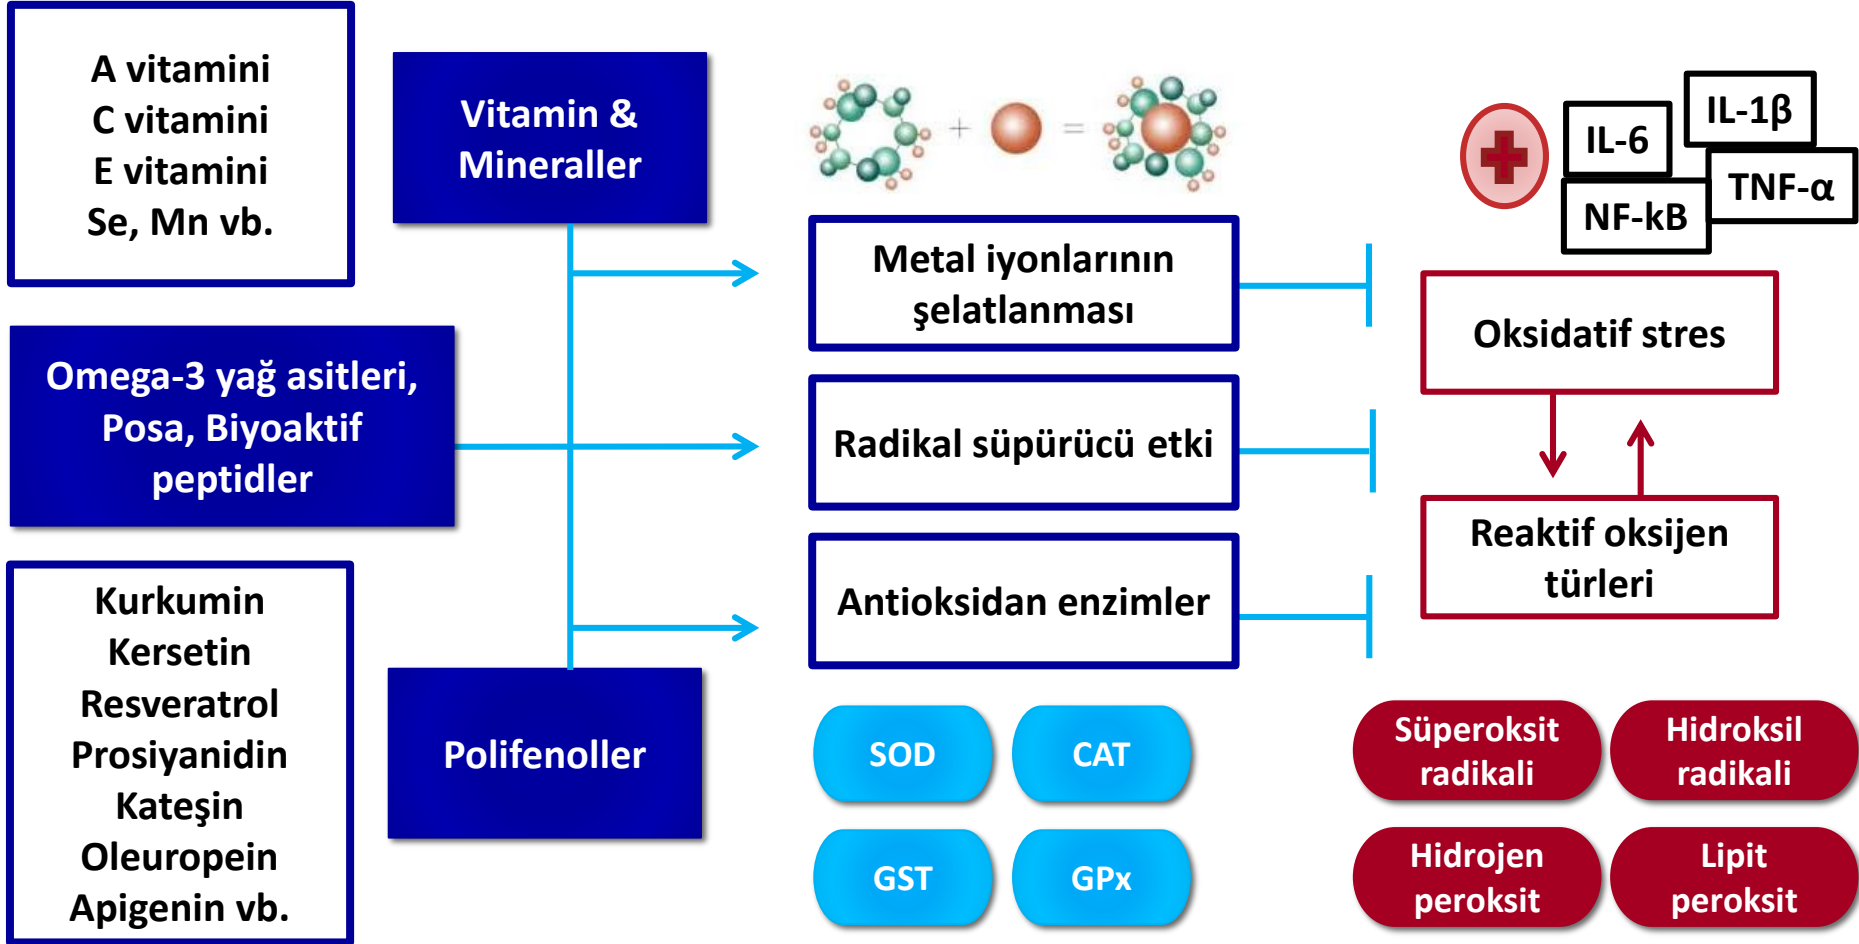 A vitamini
C vitamini
E vitamini
Se, Mn vb.
Vitamin &
Mineraller
Omega-3 yağ asitleri,
Posa, Biyoaktif
peptidler
Kurkumin
Kersetin
Resveratrol
Prosiyanidin
Kateşin
Oleuropein
Apigenin vb.
Polifenoller
+
=
Metal iyonlarının
şelatlanması
Radikal süpürücü etki
Antioksidan enzimler
SOD
CAT
GST
GPx
IL-6
IL-1β
NF-kB
TNF-α
Oksidatif stres
Reaktif oksijen
türleri
Süperoksit
radikali
Hidroksil
radikali
Hidrojen
peroksit
Lipit
peroksit